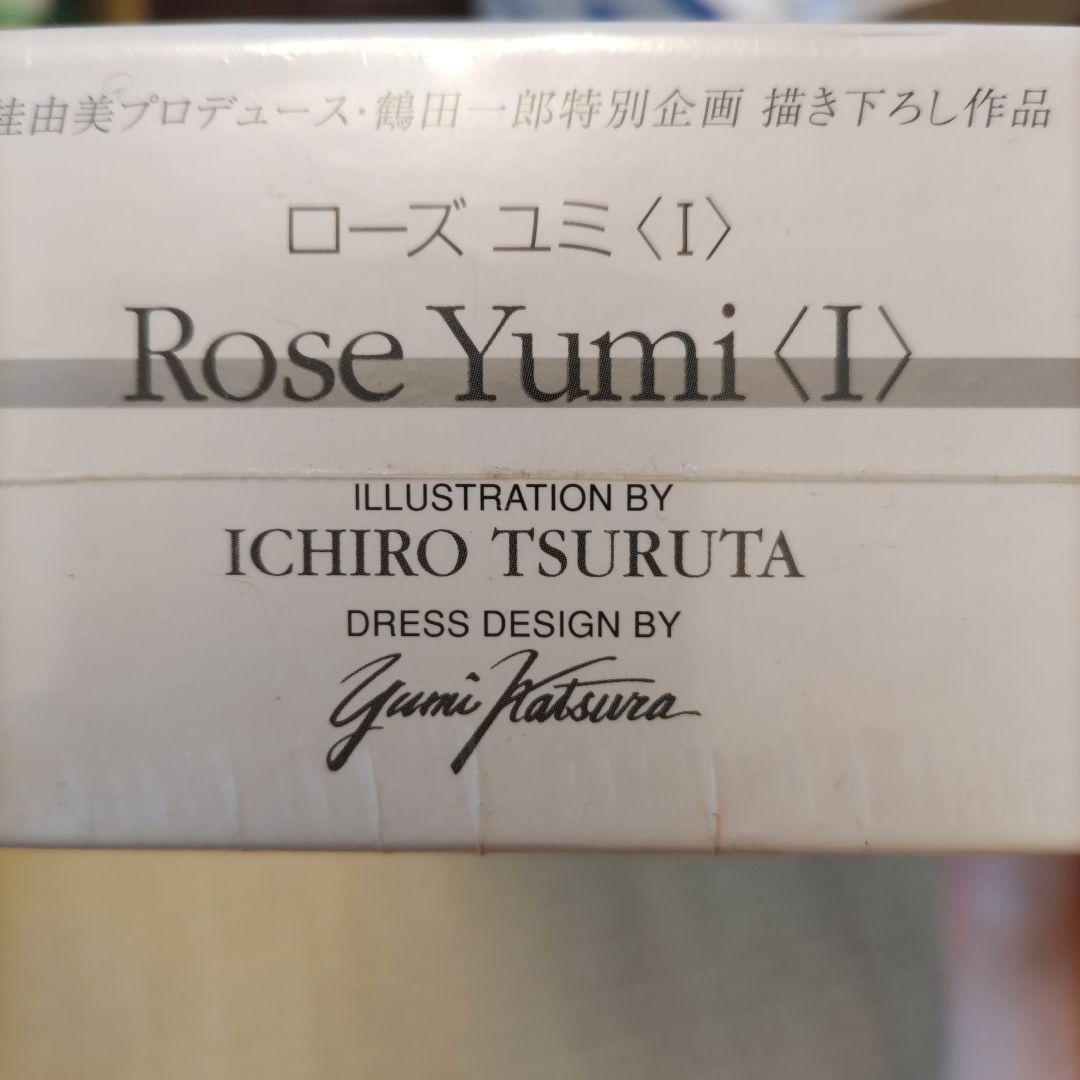 桂由美プロデュース・鶴田一郎特別企画 描き下ろし作品
ローズ ユミ〈I〉
Rose Yumi〈I〉
ILLUSTRATION BY
ICHIRO TSURUTA
DRESS DESIGN BY
Yumi Katsura